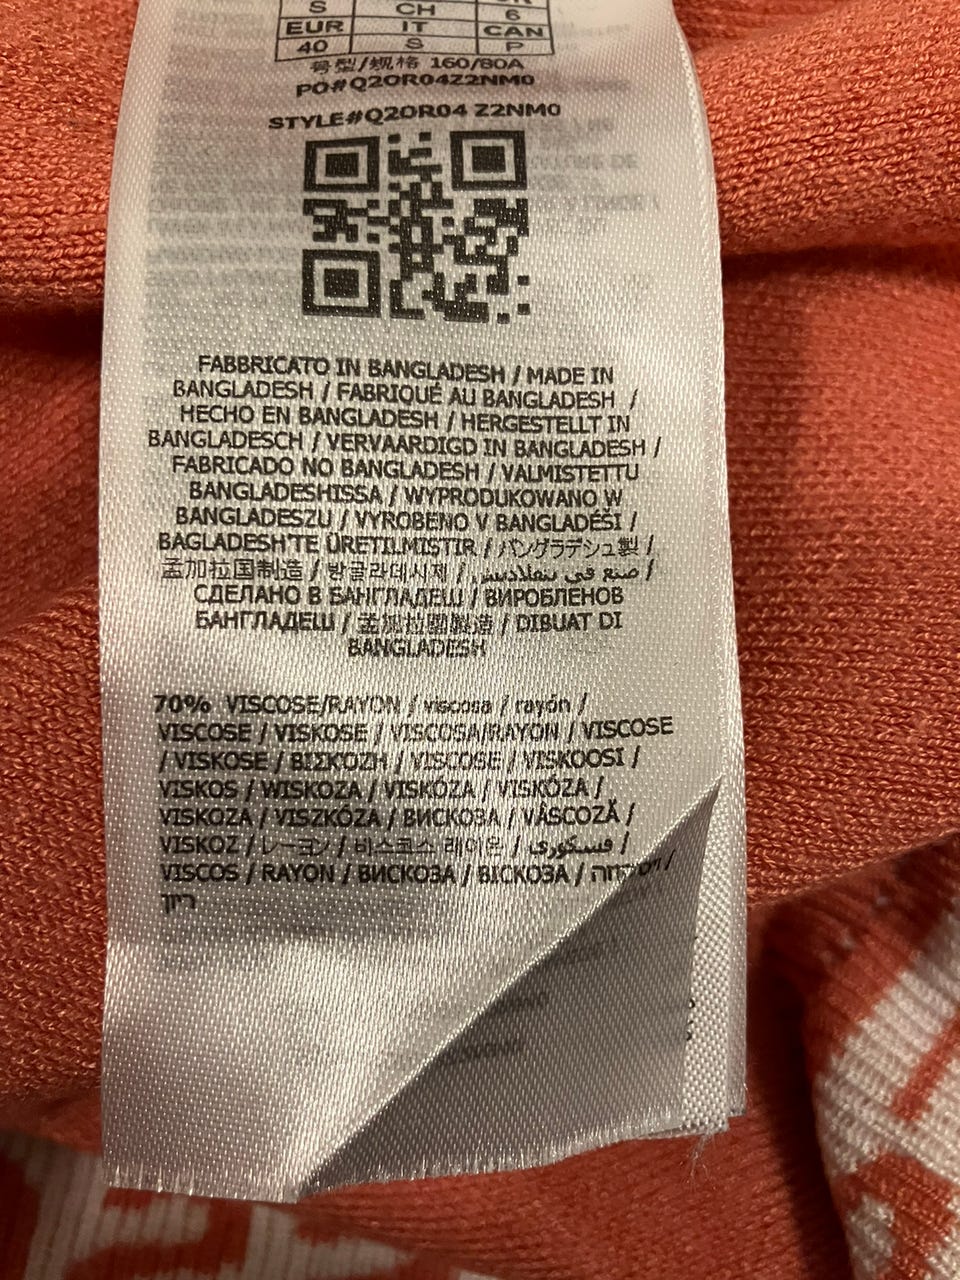 S CH 6
EUR IT CAN
40 S P
号型/规格 160/80A
PO#Q2OR04Z2NM0
STYLE#Q2OR04 Z2NM0
FABBRICATO IN BANGLADESH / MADE IN
BANGLADESH / FABRIQUÉ AU BANGLADESH /
HECHO EN BANGLADESH / HERGESTELLT IN
BANGLADESCH / VERVAARDIGD IN BANGLADESH /
FABRICADO NO BANGLADESH / VALMISTETTU
BANGLADESHISSA / WYPRODUKOWANO W
BANGLADESZU / VYROBENO V BANGLADÉŠI /
BAGLADESH'TE ÜRETILMISTIR / バングラデシュ製 /
孟加拉国制造 / 방글라데시제 / صنع في بنغلاديش /
СДЕЛАНО В БАНГЛАДЕШ / ВИРОБЛЕНОВ
БАНГЛАДЕШ / 孟加拉國製造 / DIBUAT DI
BANGLADESH
70% VISCOSE/RAYON / viscosa / rayón /
VISCOSE / VISKOSE / VISCOSA/RAYON / VISCOSE
/ VISKOSE / ΒΙΣΚΟΖΗ / VISCOSE / VISKOOSI /
VISKOS / WISKOZA / VISKÓZA / VISKÓZA /
VISKOZA / VISZKÓZA / ВИСКОЗА / VÂSCOZĂ /
VISKOZ / レーヨン / 비스코스 레이온 / فسكوري /
VISCOS / RAYON / ВИСКОЗА / ВІСКОЗА /
ריון